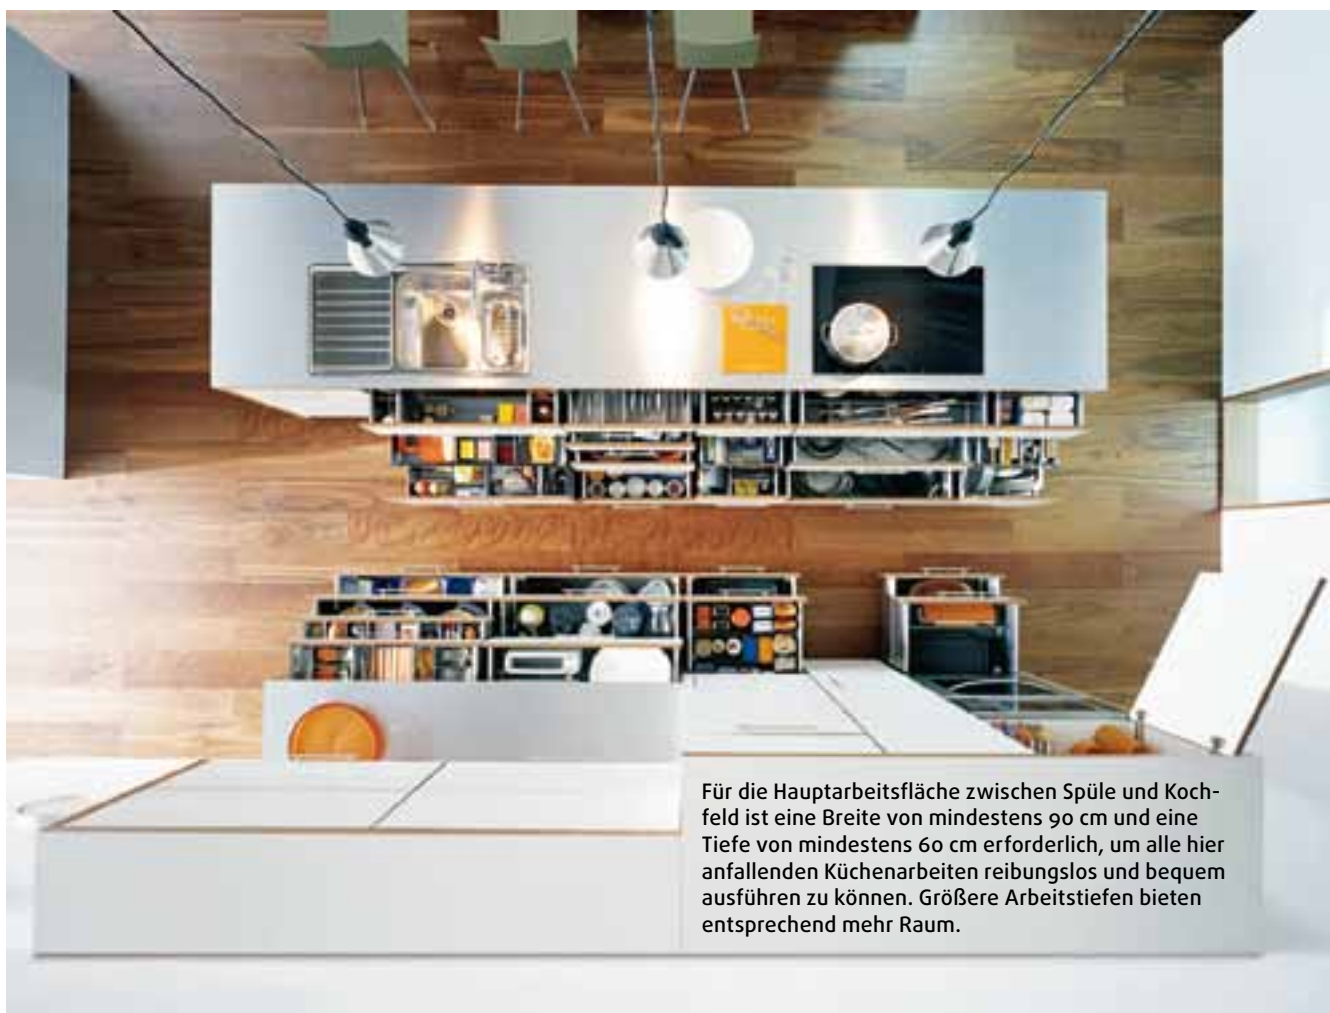 Für die Hauptarbeitsfläche zwischen Spüle und Koch-
feld ist eine Breite von mindestens 90 cm und eine
Tiefe von mindestens 60 cm erforderlich, um alle hier
anfallenden Küchenarbeiten reibungslos und bequem
ausführen zu können. Größere Arbeitstiefen bieten
entsprechend mehr Raum.